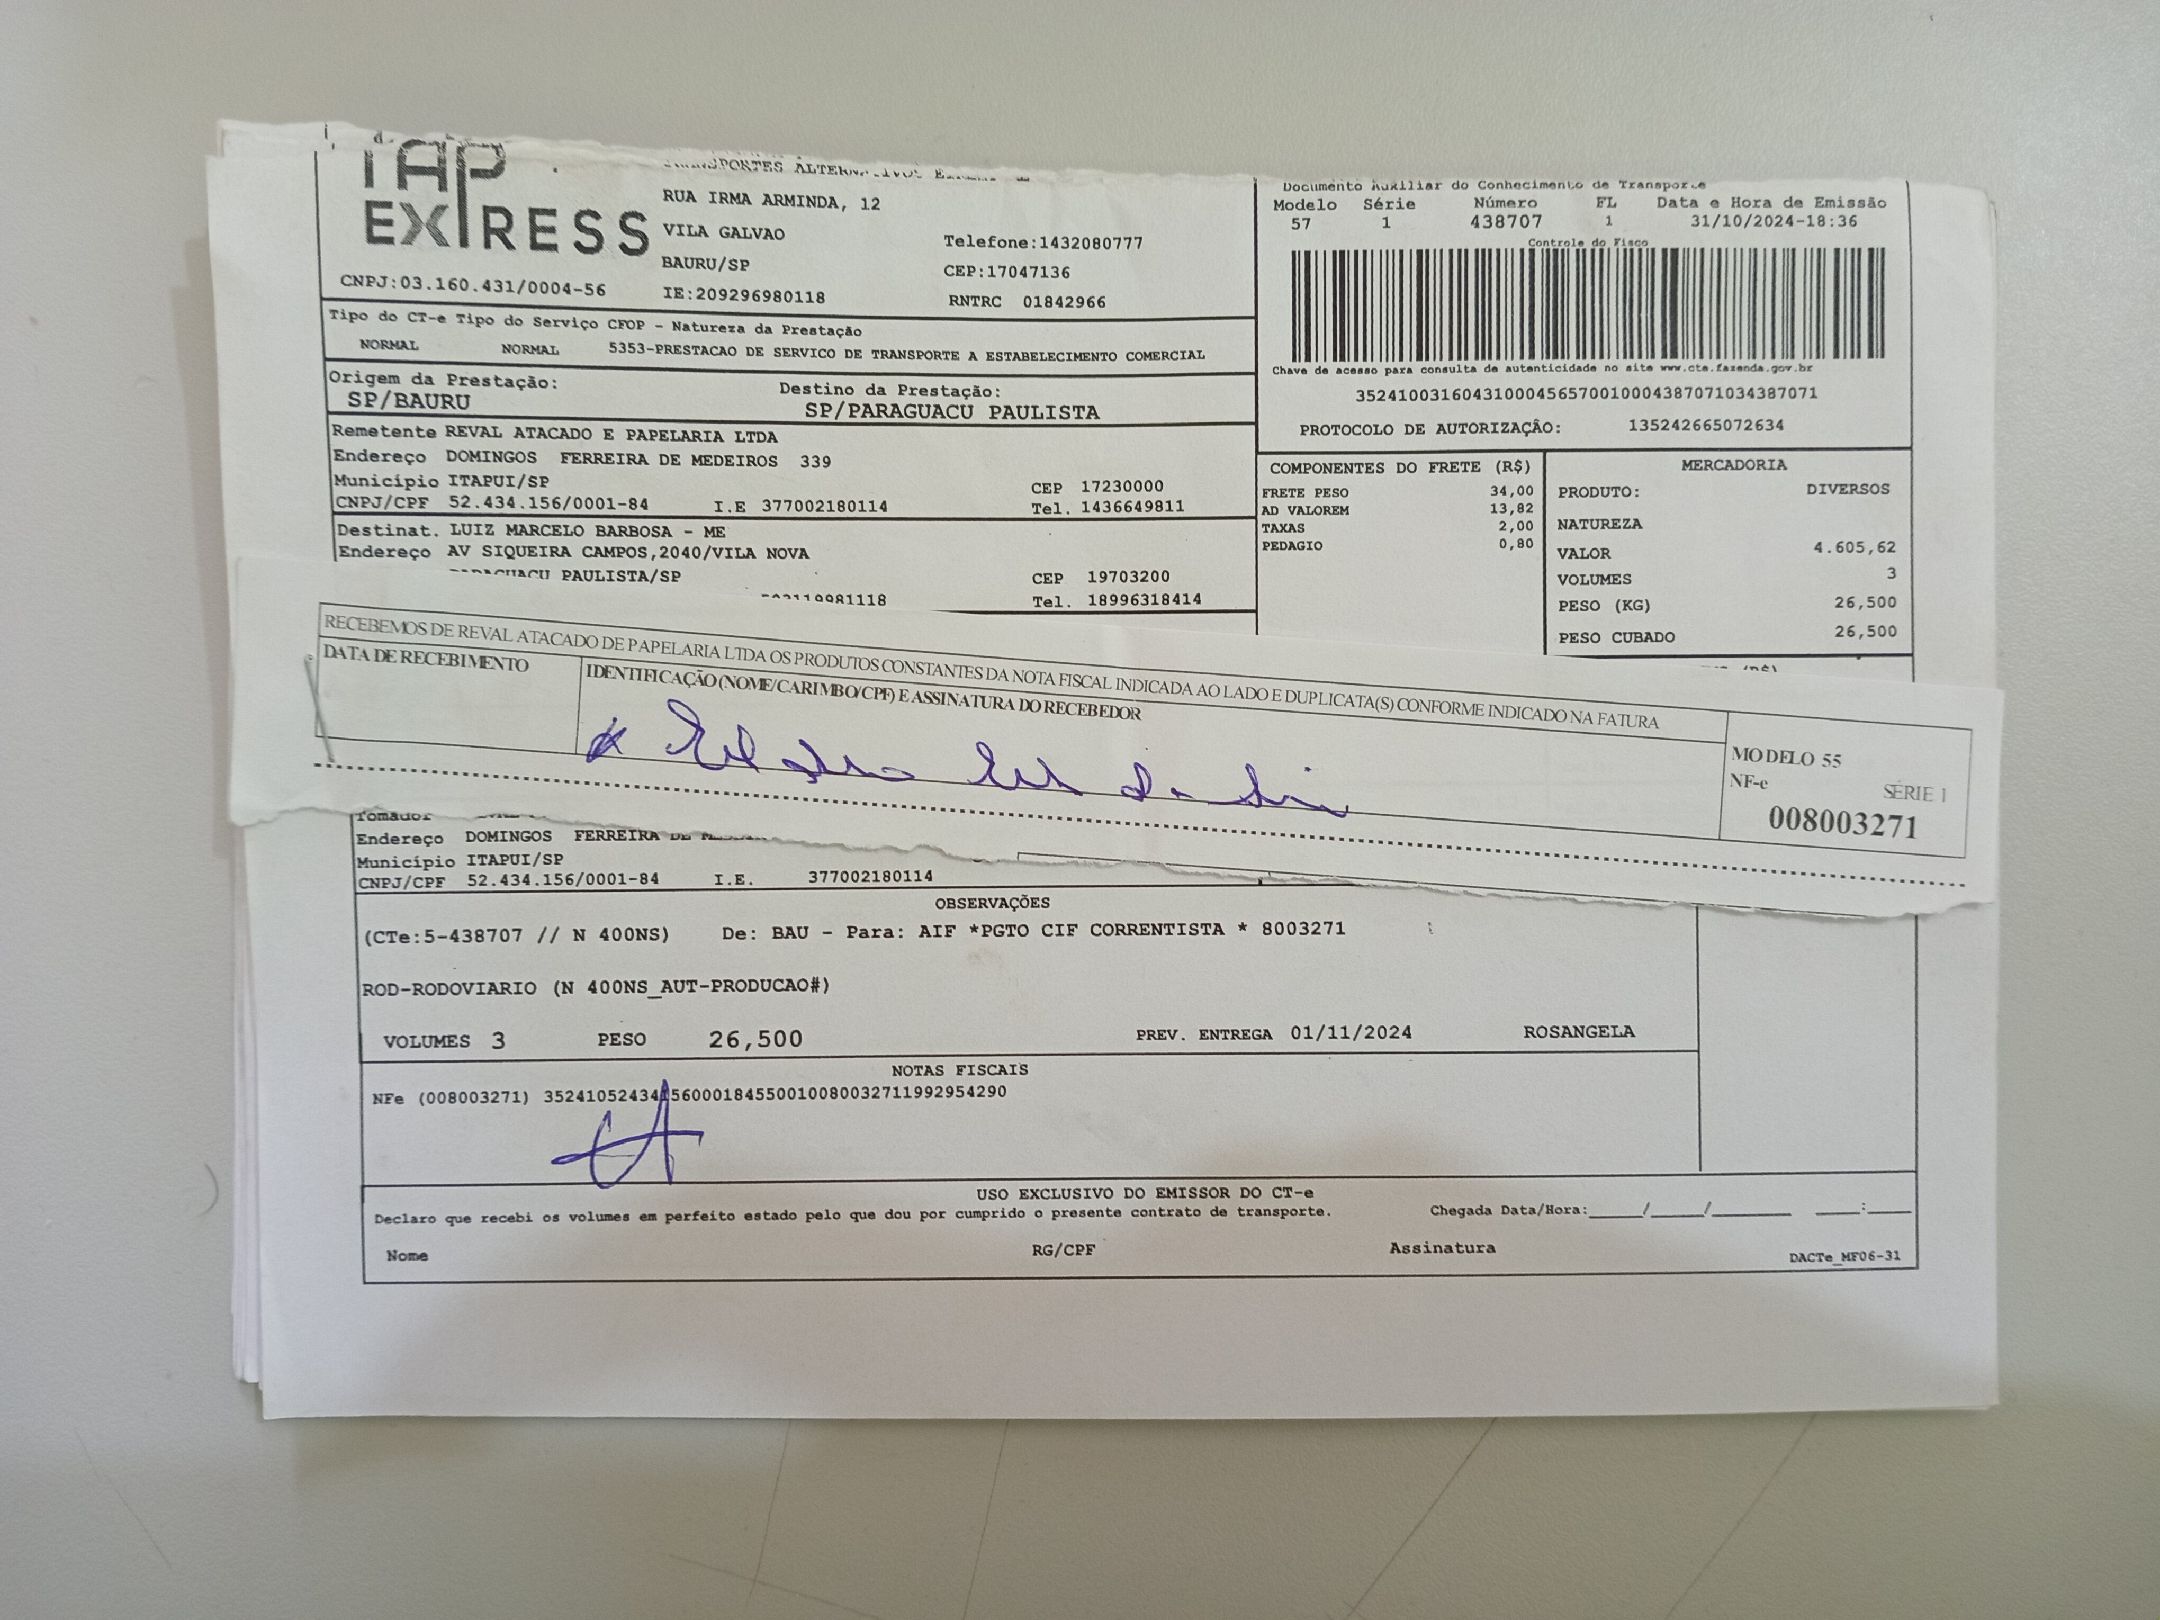 TAP
EXPRESS
CNPJ:03.160.431/0004-56
RUA IRMA ARMINDA, 12
VILA GALVAO
BAURU/SP
IE:209296980118
Telefone:1432080777
CEP:17047136
RNTRC 01842966
Documento Auxiliar do Conhecimento de Transporte
Modelo Série Número FL Data e Hora de Emissão
57 1 438707 1 31/10/2024-18:36
Controle do Fisco
Chave de acesso para consulta de autenticidade no site www.cte.fazenda.gov.br
35241003160431000456570010004387071034387071
PROTOCOLO DE AUTORIZAÇÃO: 135242665072634
Tipo do CT-e Tipo do Serviço CFOP - Natureza da Prestação
NORMAL NORMAL 5353-PRESTACAO DE SERVICO DE TRANSPORTE A ESTABELECIMENTO COMERCIAL
Origem da Prestação: Destino da Prestação:
SP/BAURU SP/PARAGUACU PAULISTA
Remetente REVAL ATACADO E PAPELARIA LTDA
Endereço DOMINGOS FERREIRA DE MEDEIROS 339
Município ITAPUI/SP CEP 17230000
CNPJ/CPF 52.434.156/0001-84 I.E 377002180114 Tel. 1436649811
Destinat. LUIZ MARCELO BARBOSA - ME
Endereço AV SIQUEIRA CAMPOS,2040/VILA NOVA
PAULISTA/SP CEP 19703200
Tel. 18996318414
COMPONENTES DO FRETE (R$)
FRETE PESO 34,00
AD VALOREM 13,82
TAXAS 2,00
PEDAGIO 0,80
MERCADORIA
PRODUTO: DIVERSOS
NATUREZA
VALOR 4.605,62
VOLUMES 3
PESO (KG) 26,500
PESO CUBADO 26,500
RECEBEMOS DE REVAL ATACADO DE PAPELARIA LTDA OS PRODUTOS CONSTANTES DA NOTA FISCAL INDICADA AO LADO E DUPLICATA(S) CONFORME INDICADO NA FATURA
DATA DE RECEBIMENTO
IDENTIFICAÇÃO (NOME/CARIMBO/CPF) E ASSINATURA DO RECEBEDOR
MODELO 55
NF-e SÉRIE 1
008003271
Tomador
Endereço DOMINGOS FERREIRA DE
Município ITAPUI/SP
CNPJ/CPF 52.434.156/0001-84 I.E. 377002180114
OBSERVAÇÕES
(CTe:5-438707 // N 400NS) De: BAU - Para: AIF *PGTO CIF CORRENTISTA * 8003271
ROD-RODOVIARIO (N 400NS_AUT-PRODUCAO#)
VOLUMES 3 PESO 26,500 PREV. ENTREGA 01/11/2024 ROSANGELA
NOTAS FISCAIS
NFe (008003271) 35241052434156000184550010080032711992954290
USO EXCLUSIVO DO EMISSOR DO CT-e
Declaro que recebi os volumes em perfeito estado pelo que dou por cumprido o presente contrato de transporte. Chegada Data/Hora:____/____/______ ____:____
Nome RG/CPF Assinatura DACTe_MF06-31